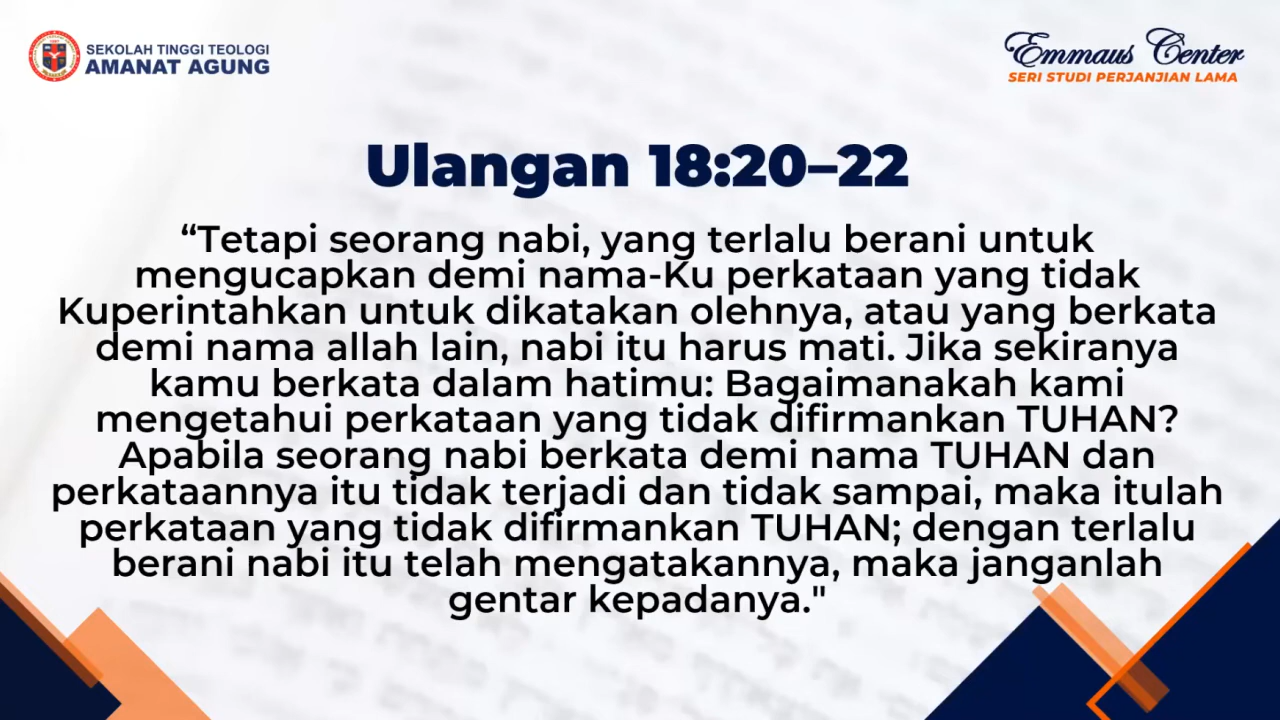 SEKOLAH TINGGI TEOLOGI
AMANAT AGUNG
Emmaus Center
SERI STUDI PERJANJIAN LAMA
Ulangan 18:20–22
“Tetapi seorang nabi, yang terlalu berani untuk
mengucapkan demi nama-Ku perkataan yang tidak
Kuperintahkan untuk dikatakan olehnya, atau yang berkata
demi nama allah lain, nabi itu harus mati. Jika sekiranya
kamu berkata dalam hatimu: Bagaimanakah kami
mengetahui perkataan yang tidak difirmankan TUHAN?
Apabila seorang nabi berkata demi nama TUHAN dan
perkataannya itu tidak terjadi dan tidak sampai, maka itulah
perkataan yang tidak difirmankan TUHAN; dengan terlalu
berani nabi itu telah mengatakannya, maka janganlah
gentar kepadanya."